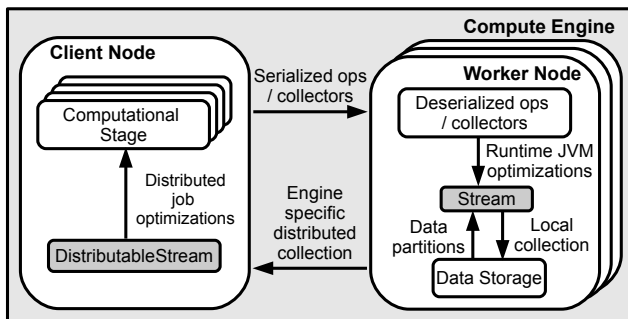 Compute Engine
Client Node
Computational
Stage
Distributed
job
optimizations
DistributableStream
Serialized ops
/ collectors
Engine
specific
distributed
collection
Worker Node
Deserialized ops
/ collectors
Runtime JVM
optimizations
Stream
Data
partitions
Local
collection
Data Storage